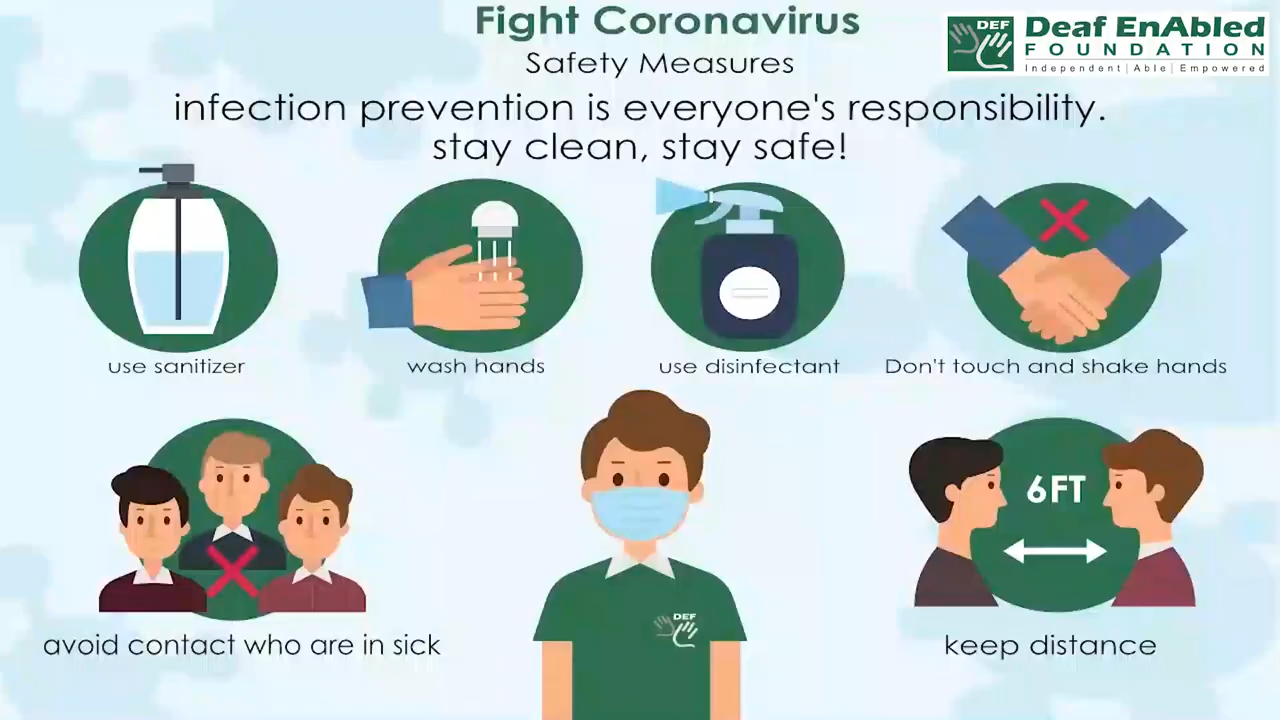 Fight Coronavirus
Safety Measures
infection prevention is everyone's responsibility.
stay clean, stay safe!
DEF
Deaf EnAbled
FOUNDATION
Independent | Able | Empowered
use sanitizer
wash hands
use disinfectant
Don't touch and shake hands
6FT
DEF
avoid contact who are in sick
keep distance